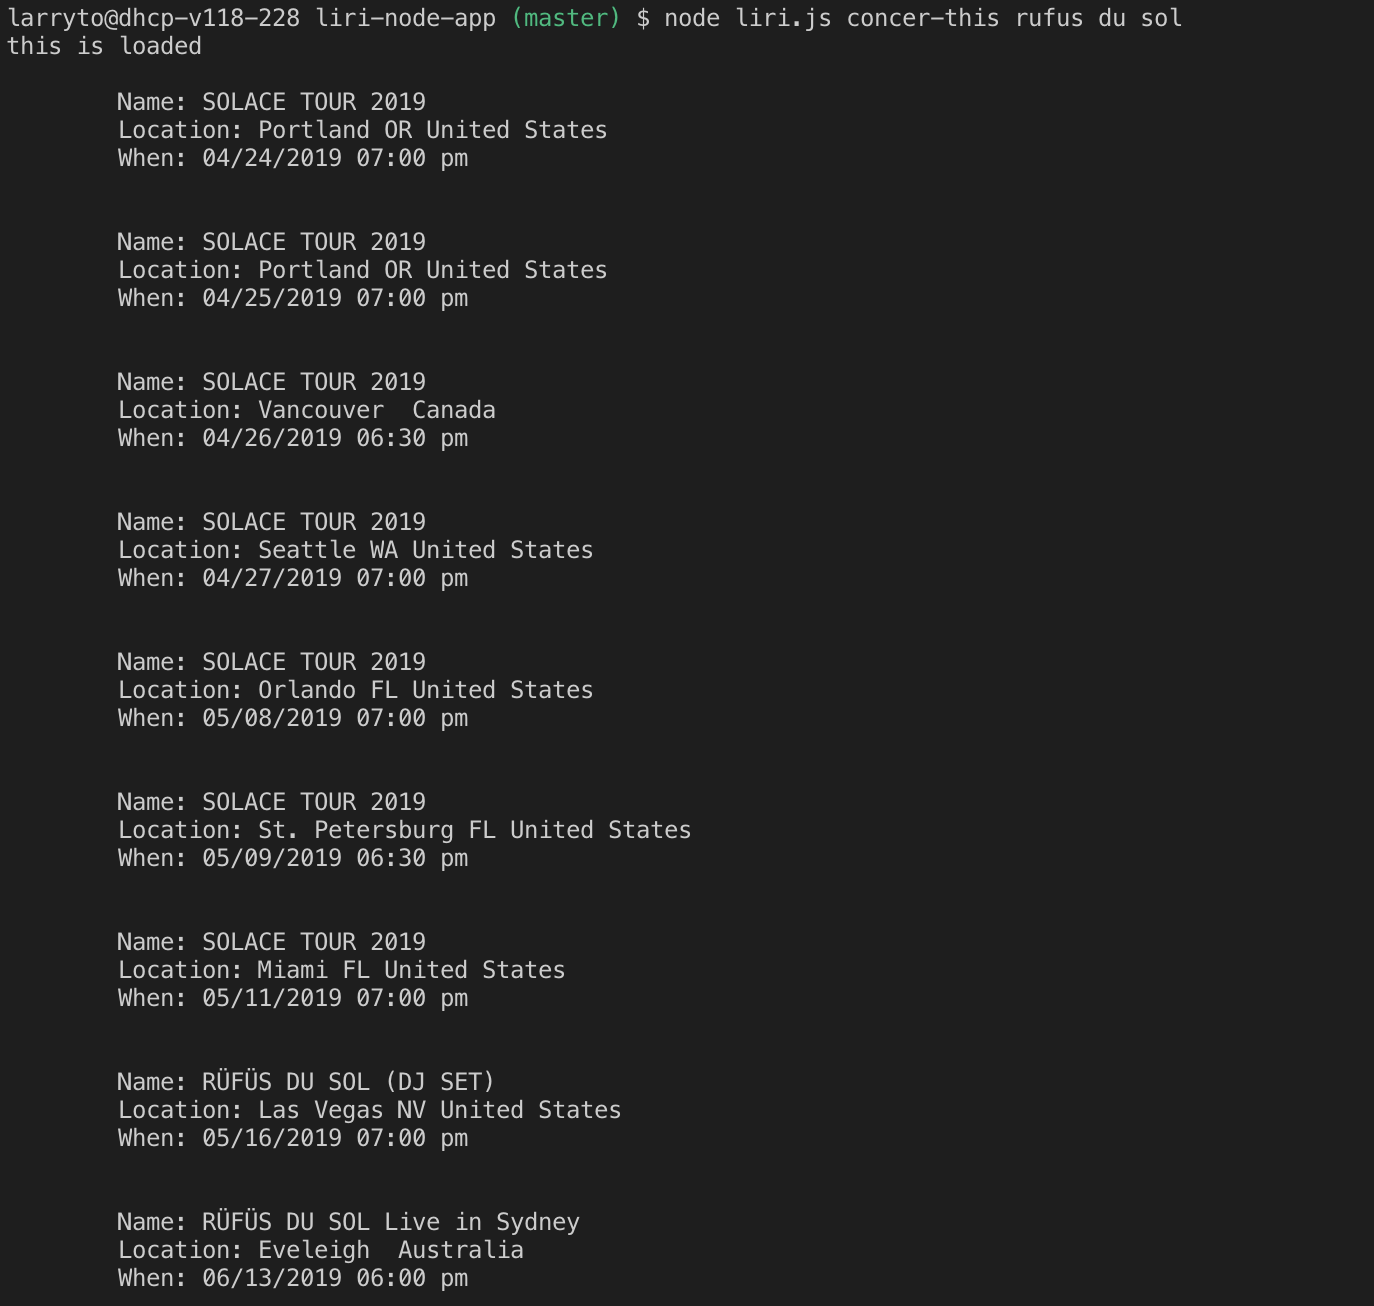 larryto@dhcp-v118-228 liri-node-app (master) $ node liri.js concer-this rufus du sol
this is loaded
Name: SOLACE TOUR 2019
Location: Portland OR United States
When: 04/24/2019 07:00 pm
Name: SOLACE TOUR 2019
Location: Portland OR United States
When: 04/25/2019 07:00 pm
Name: SOLACE TOUR 2019
Location: Vancouver  Canada
When: 04/26/2019 06:30 pm
Name: SOLACE TOUR 2019
Location: Seattle WA United States
When: 04/27/2019 07:00 pm
Name: SOLACE TOUR 2019
Location: Orlando FL United States
When: 05/08/2019 07:00 pm
Name: SOLACE TOUR 2019
Location: St. Petersburg FL United States
When: 05/09/2019 06:30 pm
Name: SOLACE TOUR 2019
Location: Miami FL United States
When: 05/11/2019 07:00 pm
Name: RÜFÜS DU SOL (DJ SET)
Location: Las Vegas NV United States
When: 05/16/2019 07:00 pm
Name: RÜFÜS DU SOL Live in Sydney
Location: Eveleigh  Australia
When: 06/13/2019 06:00 pm